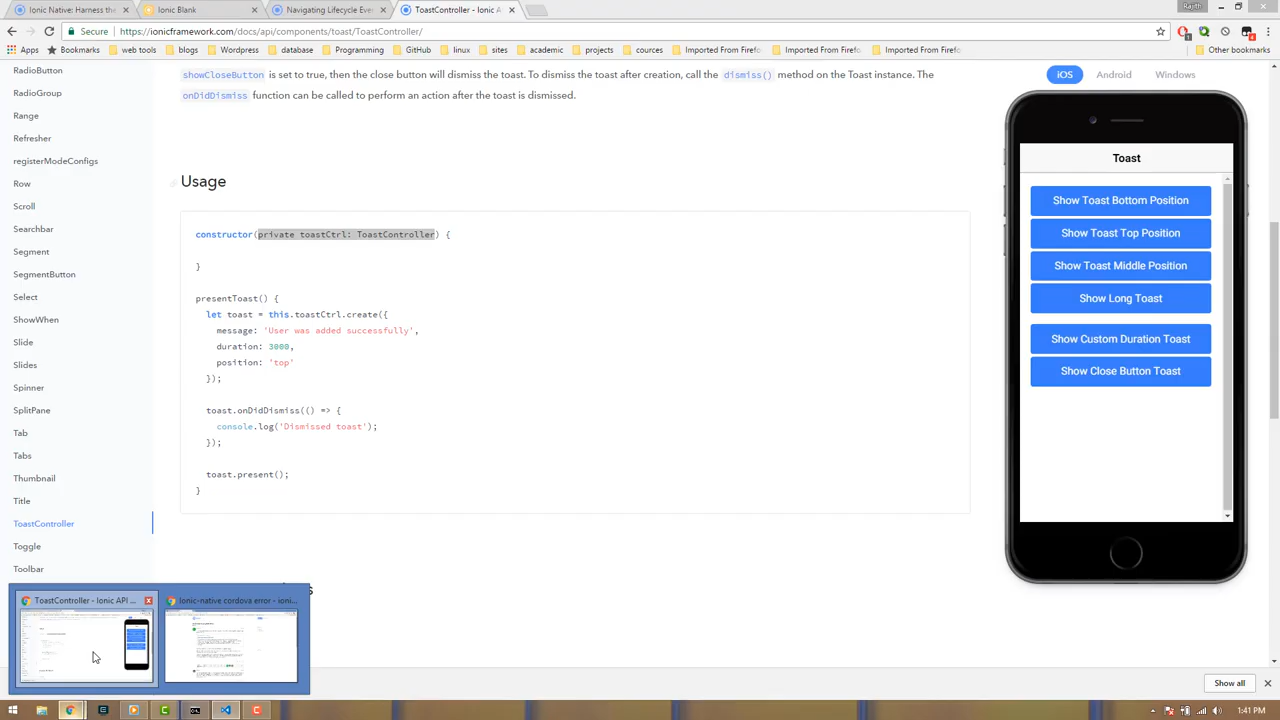 Ionic Native: Harness th
Ionic Blank
Navigating Lifecycle Eve
ToastController - Ionic A
Rasth
Secure
https://ionicframework.com/docs/api/components/toast/ToastController/
Apps
Bookmarks
web tools
blogs
Wordpress
database
Programming
GitHub
linux
sites
academic
projects
cources
Imported From Firefo
Imported From Firefo
Imported From Firefo
Other bookmarks
RadioButton
RadioGroup
Range
Refresher
registerModeConfigs
Row
Scroll
Searchbar
Segment
SegmentButton
Select
ShowWhen
Slide
Slides
Spinner
SplitPane
Tab
Tabs
Thumbnail
Title
ToastController
Toggle
Toolbar
showCloseButton is set to true, then the close button will dismiss the toast. To dismiss the toast after creation, call the dismiss() method on the Toast instance. The
onDidDismiss function can be called to perform an action after the toast is dismissed.
Usage
constructor(private toastCtrl: ToastController) {
}
presentToast() {
let toast = this.toastCtrl.create({
message: 'User was added successfully',
duration: 3000,
position: 'top'
});
toast.onDidDismiss(() => {
console.log('Dismissed toast');
});
toast.present();
}
iOS
Android
Windows
Toast
Show Toast Bottom Position
Show Toast Top Position
Show Toast Middle Position
Show Long Toast
Show Custom Duration Toast
Show Close Button Toast
ToastController - Ionic API ...
Ionic-native cordova error - ioni...
Show all
1:41 PM